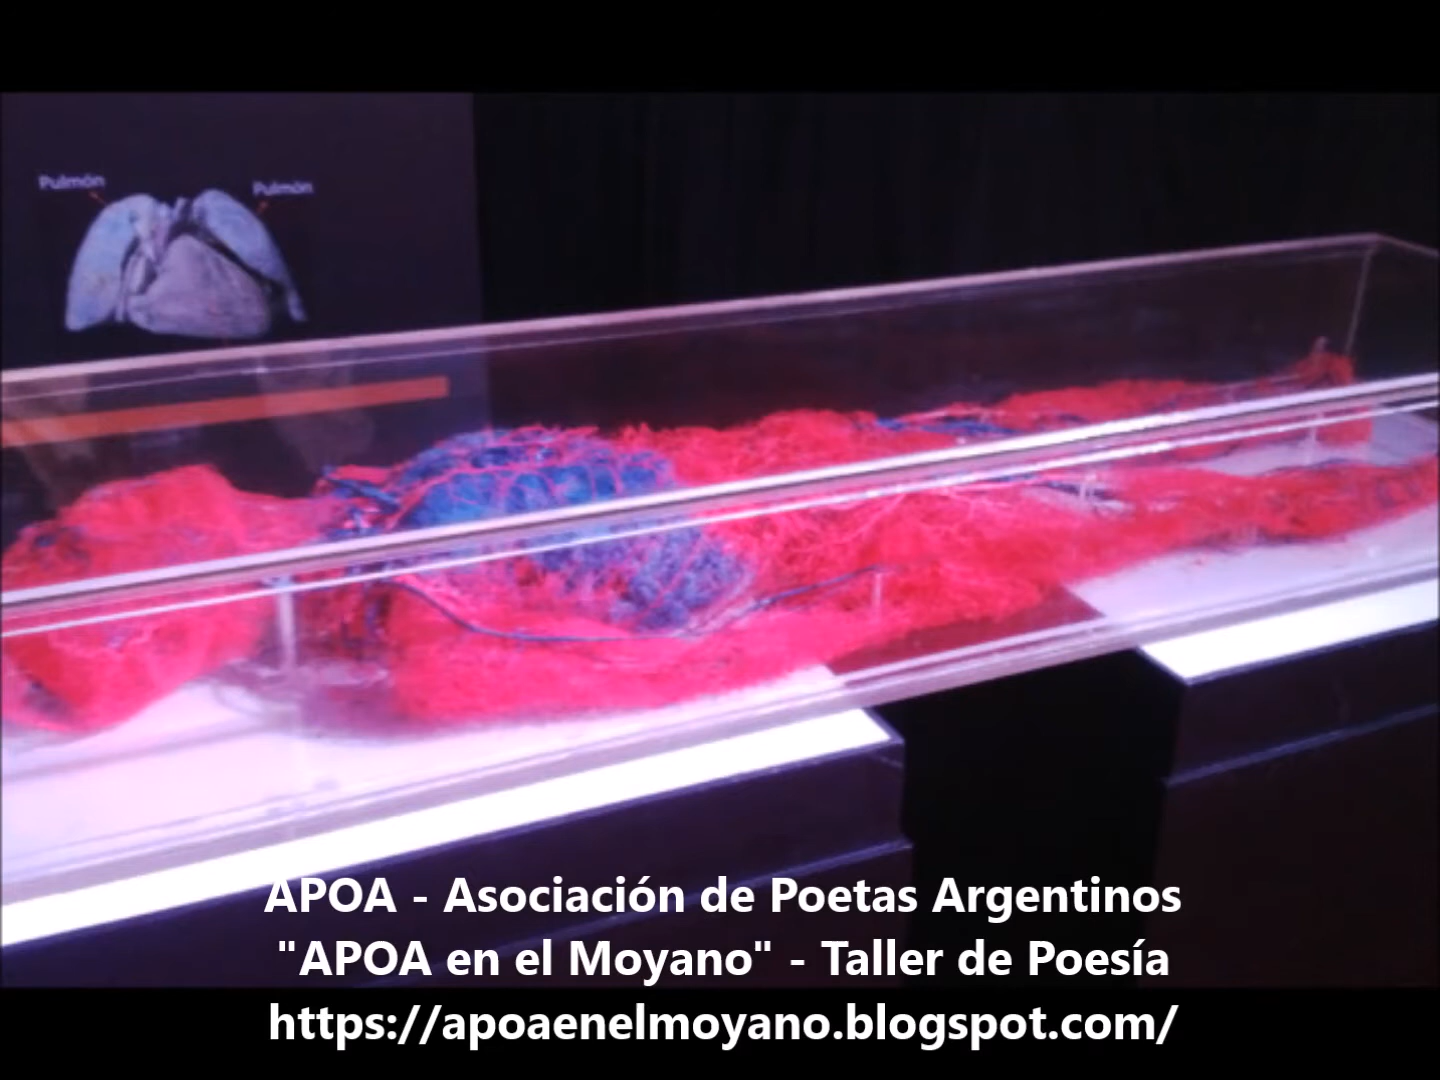 Pulmón
Pulmón
APOA - Asociación de Poetas Argentinos
"APOA en el Moyano" - Taller de Poesía
https://apoaenelmoyano.blogspot.com/